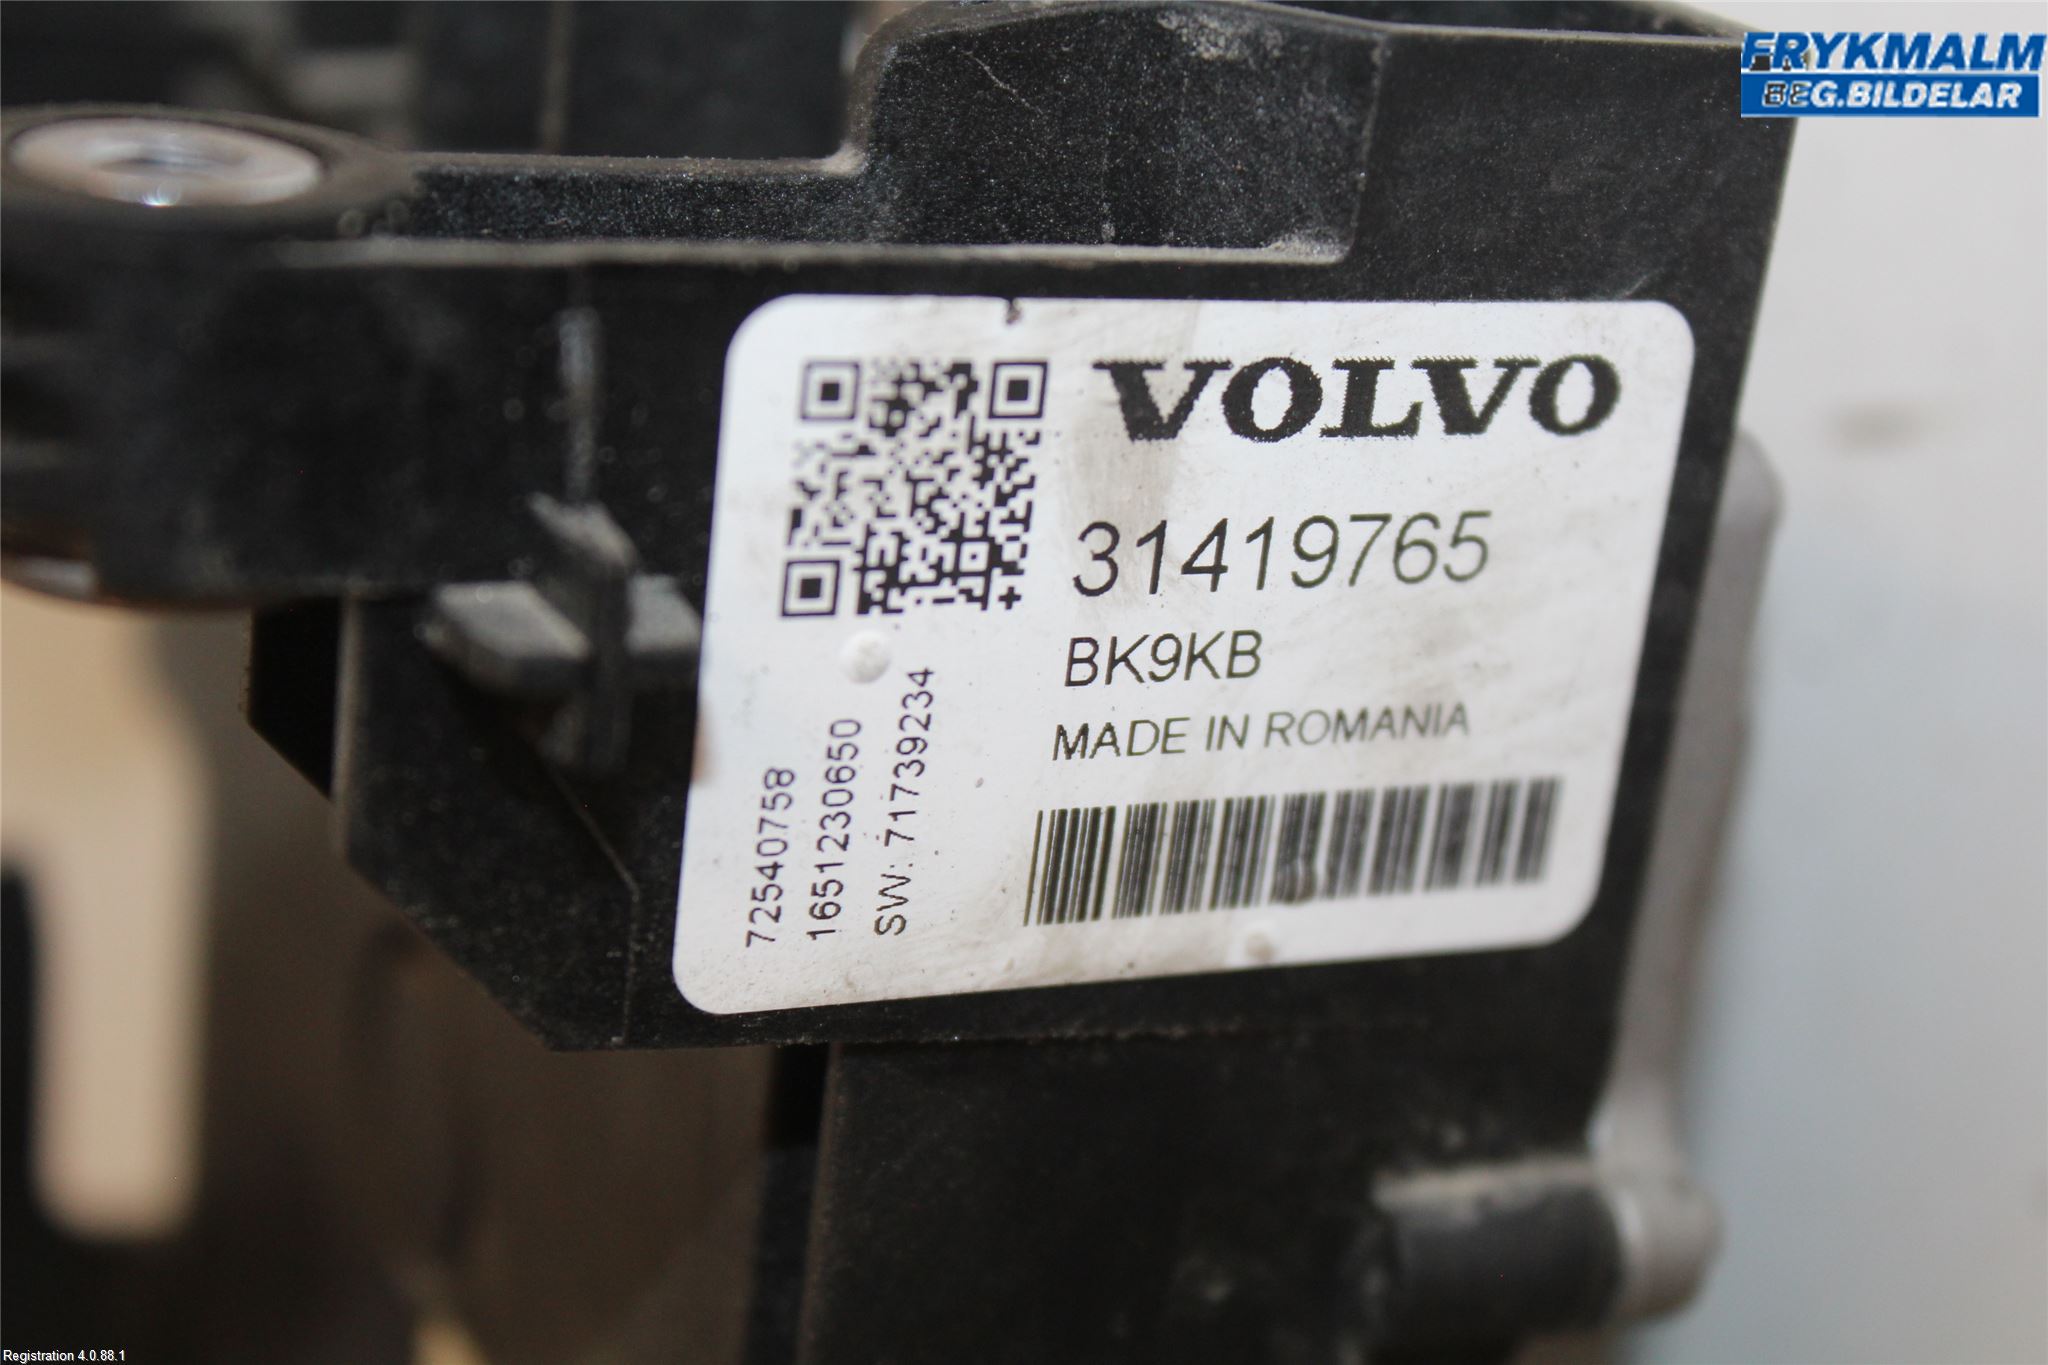 FRYKMALM
BEG.BILDELAR
VOLVO
31419765
BK9KB
MADE IN ROMANIA
72540758
1651230650
SW: 71739234
Registration 4.0.88.1